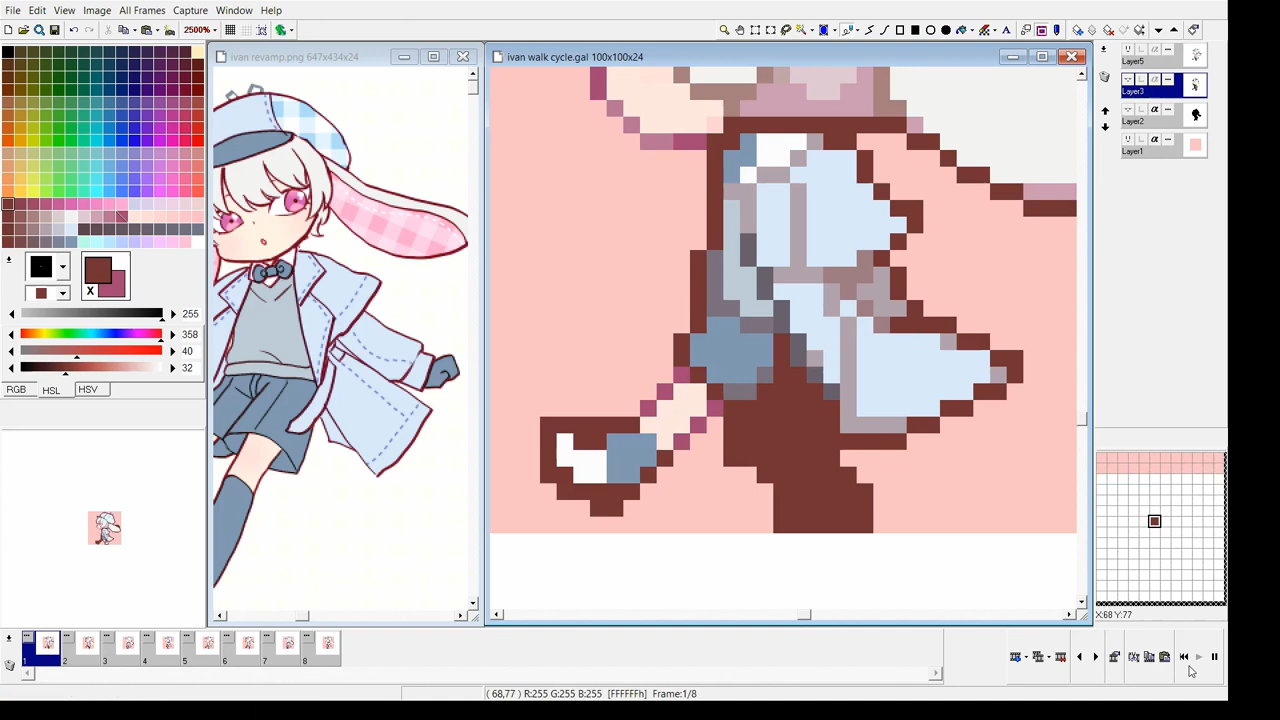 File Edit View Image All Frames Capture Window Help
2500%
ivan revamp.png 647x434x24
ivan walk cycle.gal 100x100x24
Layer5
Layer3
Layer2
Layer1
X
255
358
40
32
RGB HSL HSV
X:68 Y:77
1 2 3 4 5 6 7 8
( 68,77 ) R:255 G:255 B:255 [FFFFFFh] Frame:1/8